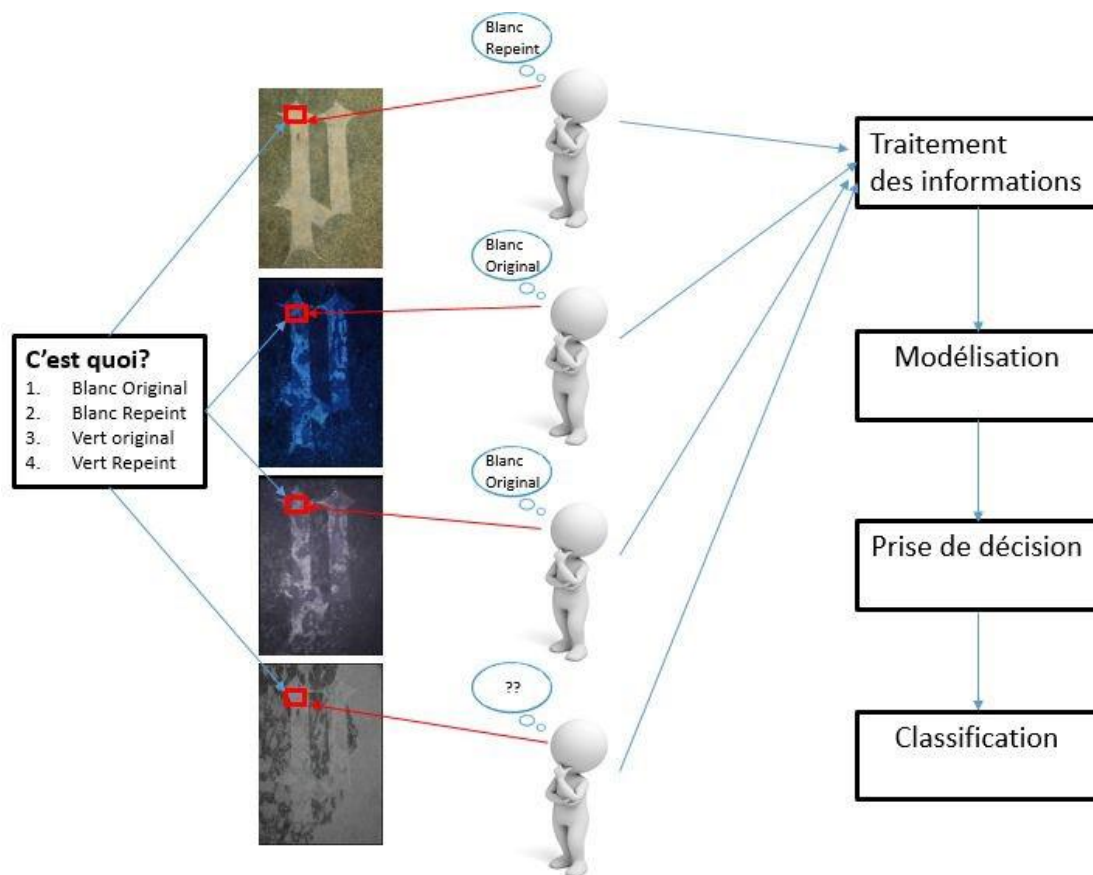 Blanc
Repeint
Blanc
Original
Blanc
Original
??
C'est quoi?
1. Blanc Original
2. Blanc Repeint
3. Vert original
4. Vert Repeint
Traitement
des informations
Modélisation
Prise de décision
Classification